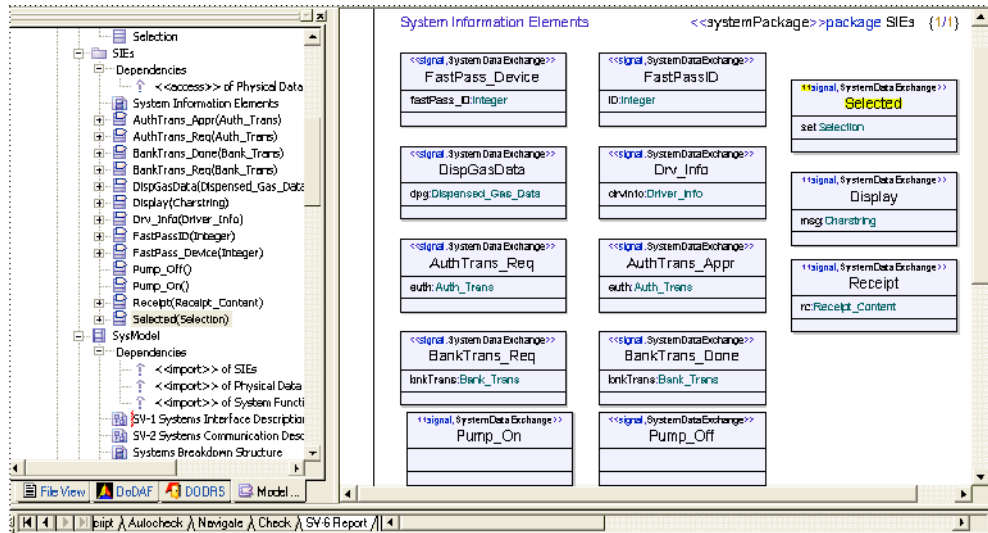 Selection
SIEs
Dependencies
<<access>> of Physical Data
System Information Elements
AuthTrans_Appr(Auth_Trans)
AuthTrans_Req(Auth_Trans)
BankTrans_Done(Bank_Trans)
BankTrans_Req(Bank_Trans)
DispGasData(Dispensed_Gas_Data
Display(Charstring)
Drv_Info(Driver_Info)
FastPassID(Integer)
FastPass_Device(Integer)
Pump_Off()
Pump_On()
Receipt(Receipt_Content)
Selected(Selection)
SysModel
Dependencies
<<import>> of SIEs
<<import>> of Physical Data
<<import>> of System Functi
SV-1 Systems Interface Description
SV-2 Systems Communication Desc
Systems Breakdown Structure
File View DoDAF DODRS Model ...
System Information Elements <<systemPackage>>package SIEs {1/1}
<<signal,SystemDataExchange>>
FastPass_Device
fastPass_ID:Integer
<<signal,SystemDataExchange>>
FastPassID
ID:Integer
<<signal,SystemDataExchange>>
Selected
sel:Selection
<<signal,SystemDataExchange>>
DispGasData
dpg:Dispensed_Gas_Data
<<signal,SystemDataExchange>>
Drv_Info
drvInfo:Driver_Info
<<signal,SystemDataExchange>>
Display
msg:Charstring
<<signal,SystemDataExchange>>
AuthTrans_Req
auth:Auth_Trans
<<signal,SystemDataExchange>>
AuthTrans_Appr
auth:Auth_Trans
<<signal,SystemDataExchange>>
Receipt
rc:Receipt_Content
<<signal,SystemDataExchange>>
BankTrans_Req
bnkTrans:Bank_Trans
<<signal,SystemDataExchange>>
BankTrans_Done
bnkTrans:Bank_Trans
<<signal,SystemDataExchange>>
Pump_On
<<signal,SystemDataExchange>>
Pump_Off
Autocheck Navigate Check SV-6 Report